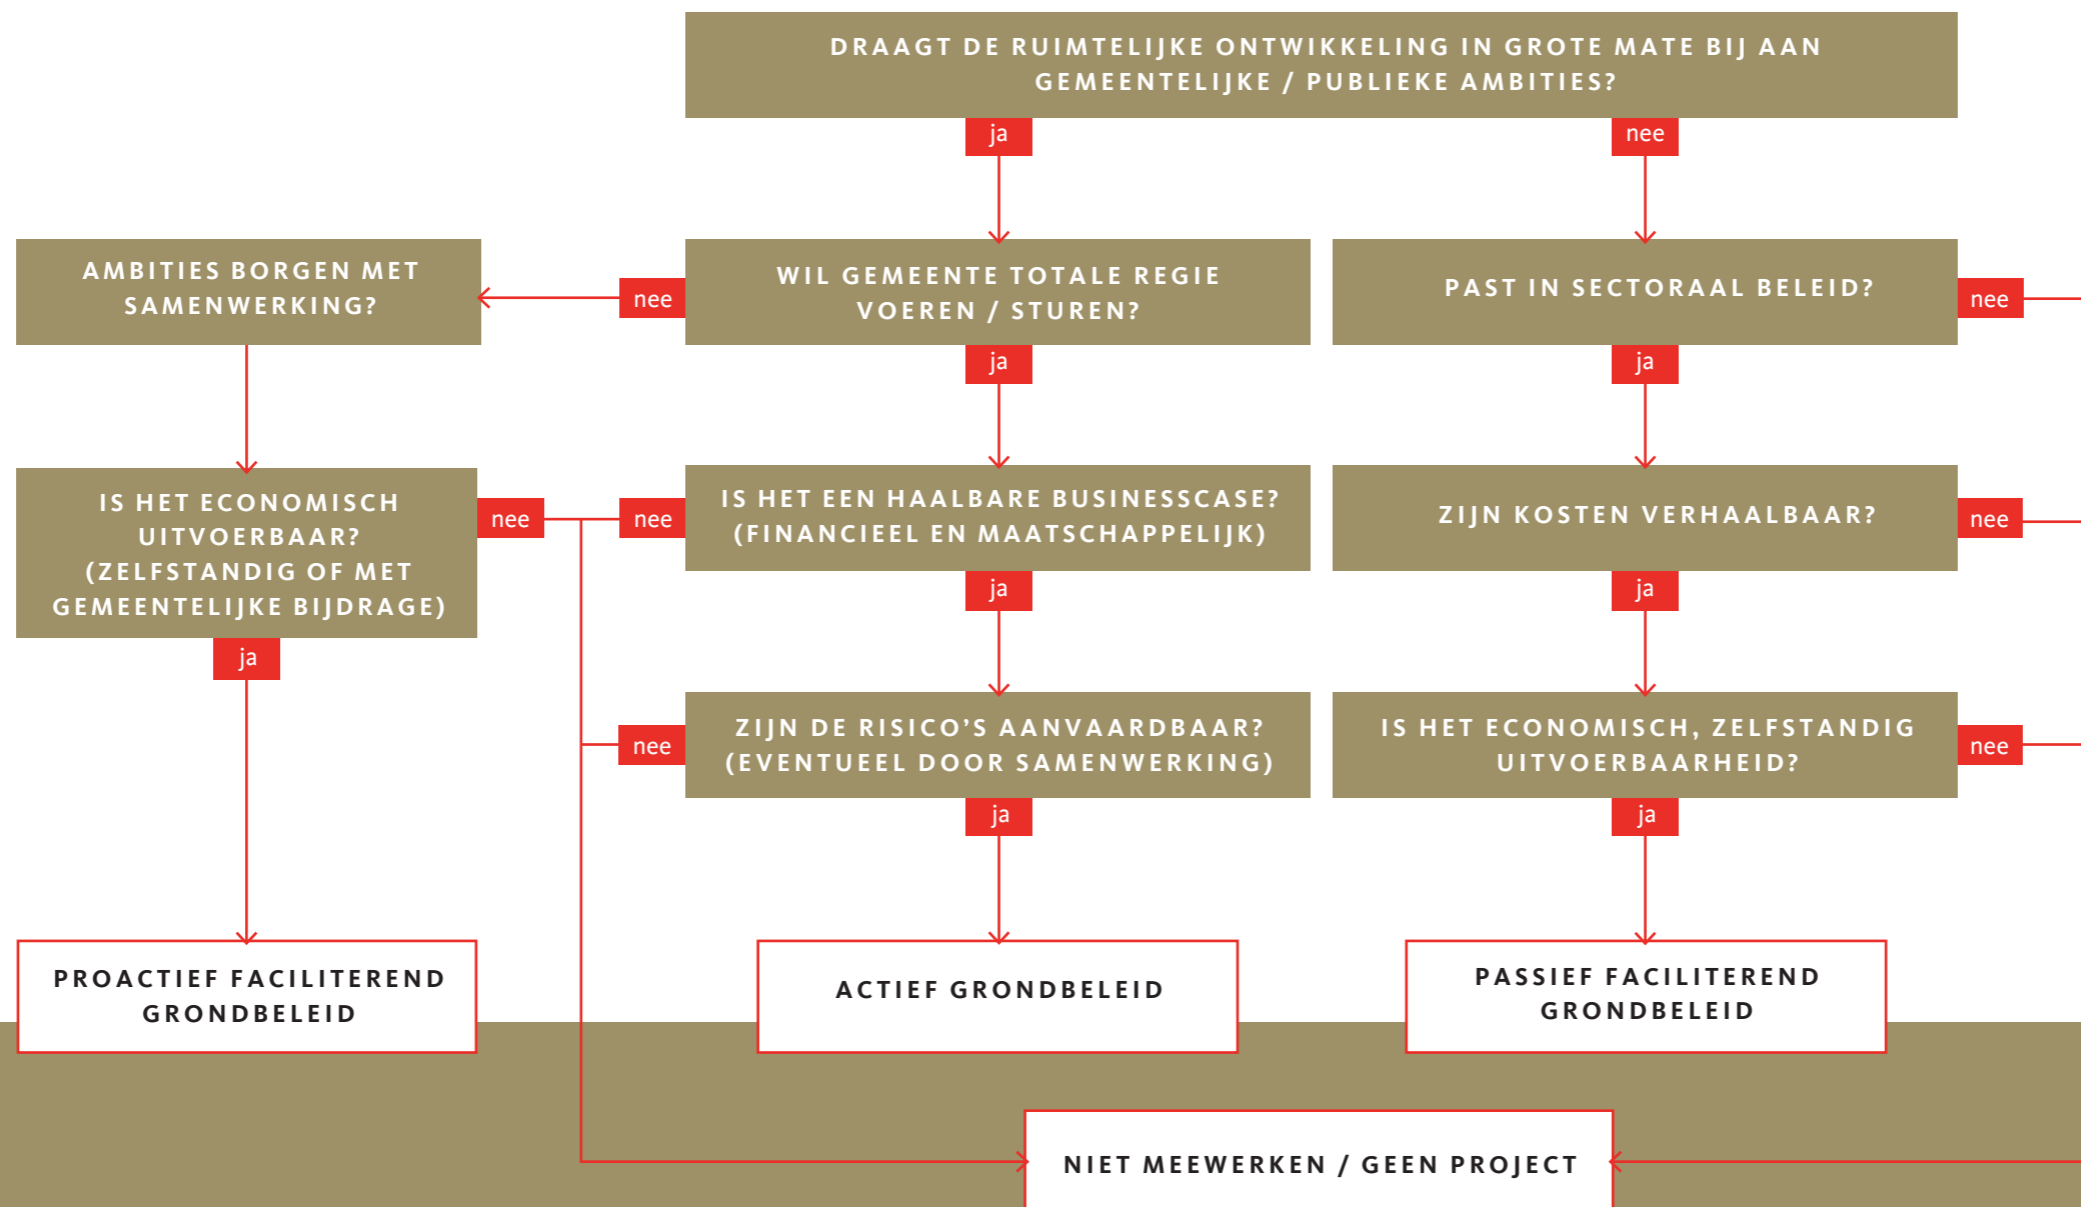 DRAAGT DE RUIMTELIJKE ONTWIKKELING IN GROTE MATE BIJ AAN
GEMEENTELIJKE / PUBLIEKE AMBITIES?
ja
nee
AMBITIES BORGEN MET
SAMENWERKING?
nee
WIL GEMEENTE TOTALE REGIE
VOEREN / STUREN?
PAST IN SECTORAAL BELEID?
nee
ja
ja
IS HET ECONOMISCH
UITVOERBAAR?
(ZELFSTANDIG OF MET
GEMEENTELIJKE BIJDRAGE)
nee
nee
IS HET EEN HAALBARE BUSINESSCASE?
(FINANCIEEL EN MAATSCHAPPELIJK)
ZIJN KOSTEN VERHAALBAAR?
nee
ja
ja
ja
nee
ZIJN DE RISICO’S AANVAARDBAAR?
(EVENTUEEL DOOR SAMENWERKING)
IS HET ECONOMISCH, ZELFSTANDIG
UITVOERBAARHEID?
nee
ja
ja
PROACTIEF FACILITEREND
GRONDBELEID
ACTIEF GRONDBELEID
PASSIEF FACILITEREND
GRONDBELEID
NIET MEEWERKEN / GEEN PROJECT